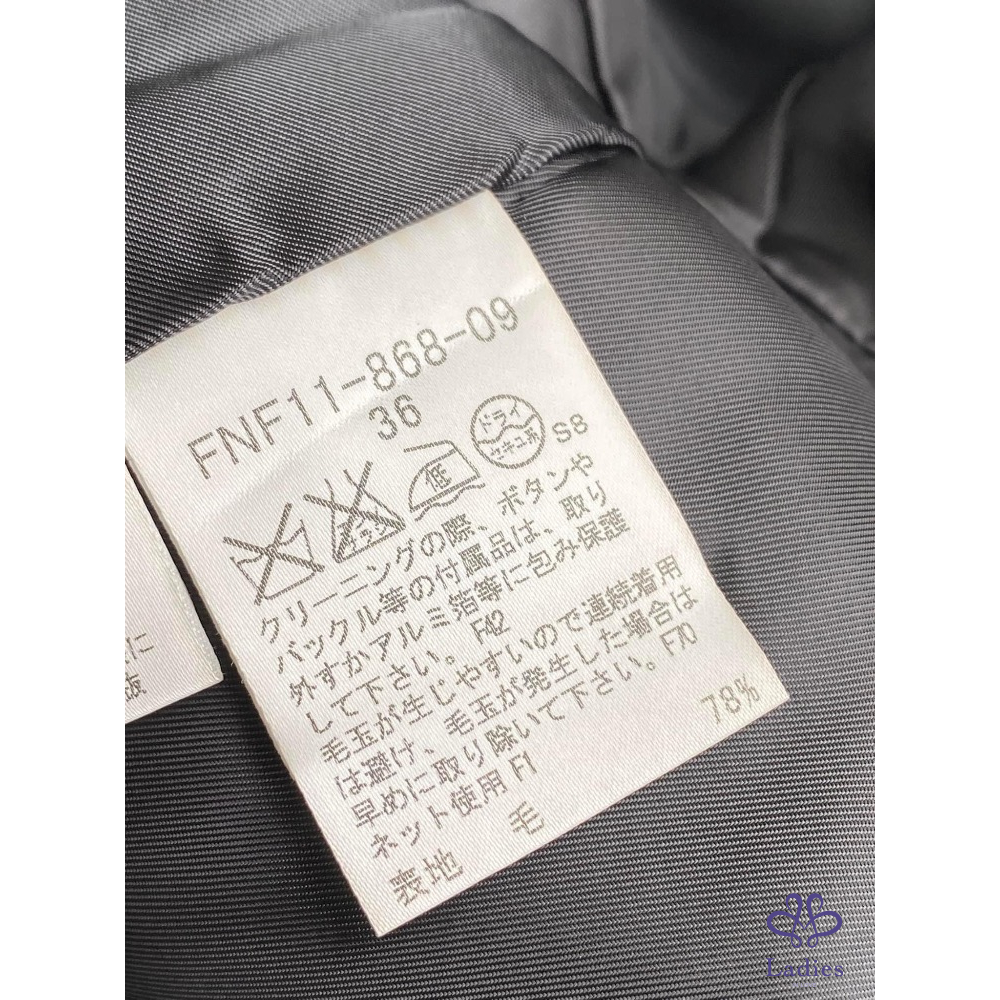 FNF11-868-09
36
低
ドライ
セキユ系
S8
クリーニングの際、ボタンや
バックル等の付属品は、取り
外すかアルミ箔等に包み保護
して下さい。 F42
毛玉が生じやすいので連続着用
は避け、毛玉が発生した場合は
早めに取り除いて下さい。F70
ネット使用 F1
表地 毛 78%
に
Ladies